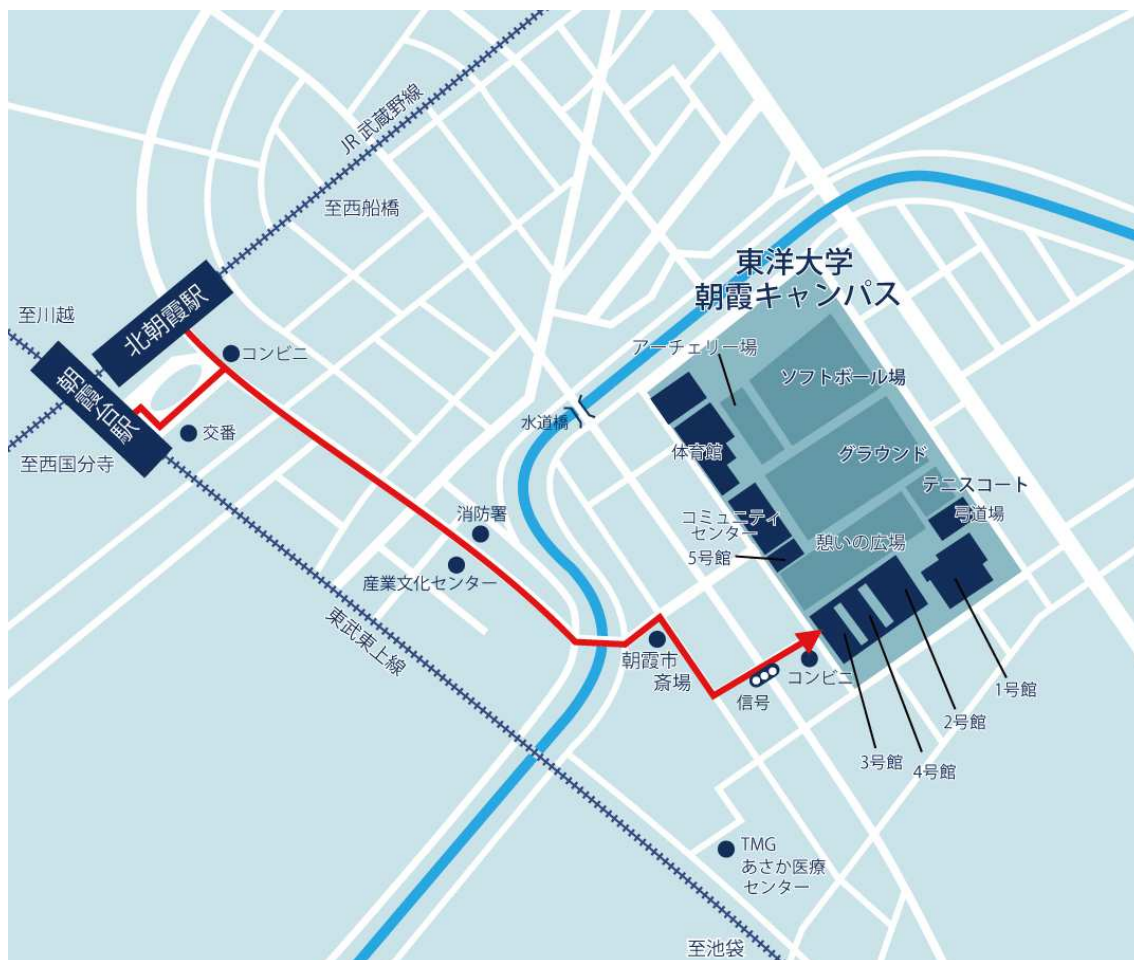 JR 武蔵野線
至西船橋
東洋大学
朝霞キャンパス
至川越
北朝霞駅
コンビニ
朝霞台駅
交番
至西国分寺
アーチェリー場
ソフトボール場
水道橋
体育館
グラウンド
テニスコート
弓道場
消防署
コミュニティ
センター
憩いの広場
5号館
産業文化センター
東武東上線
朝霞市
斎場
コンビニ
信号
1号館
2号館
3号館
4号館
TMG
あさか医療
センター
至池袋